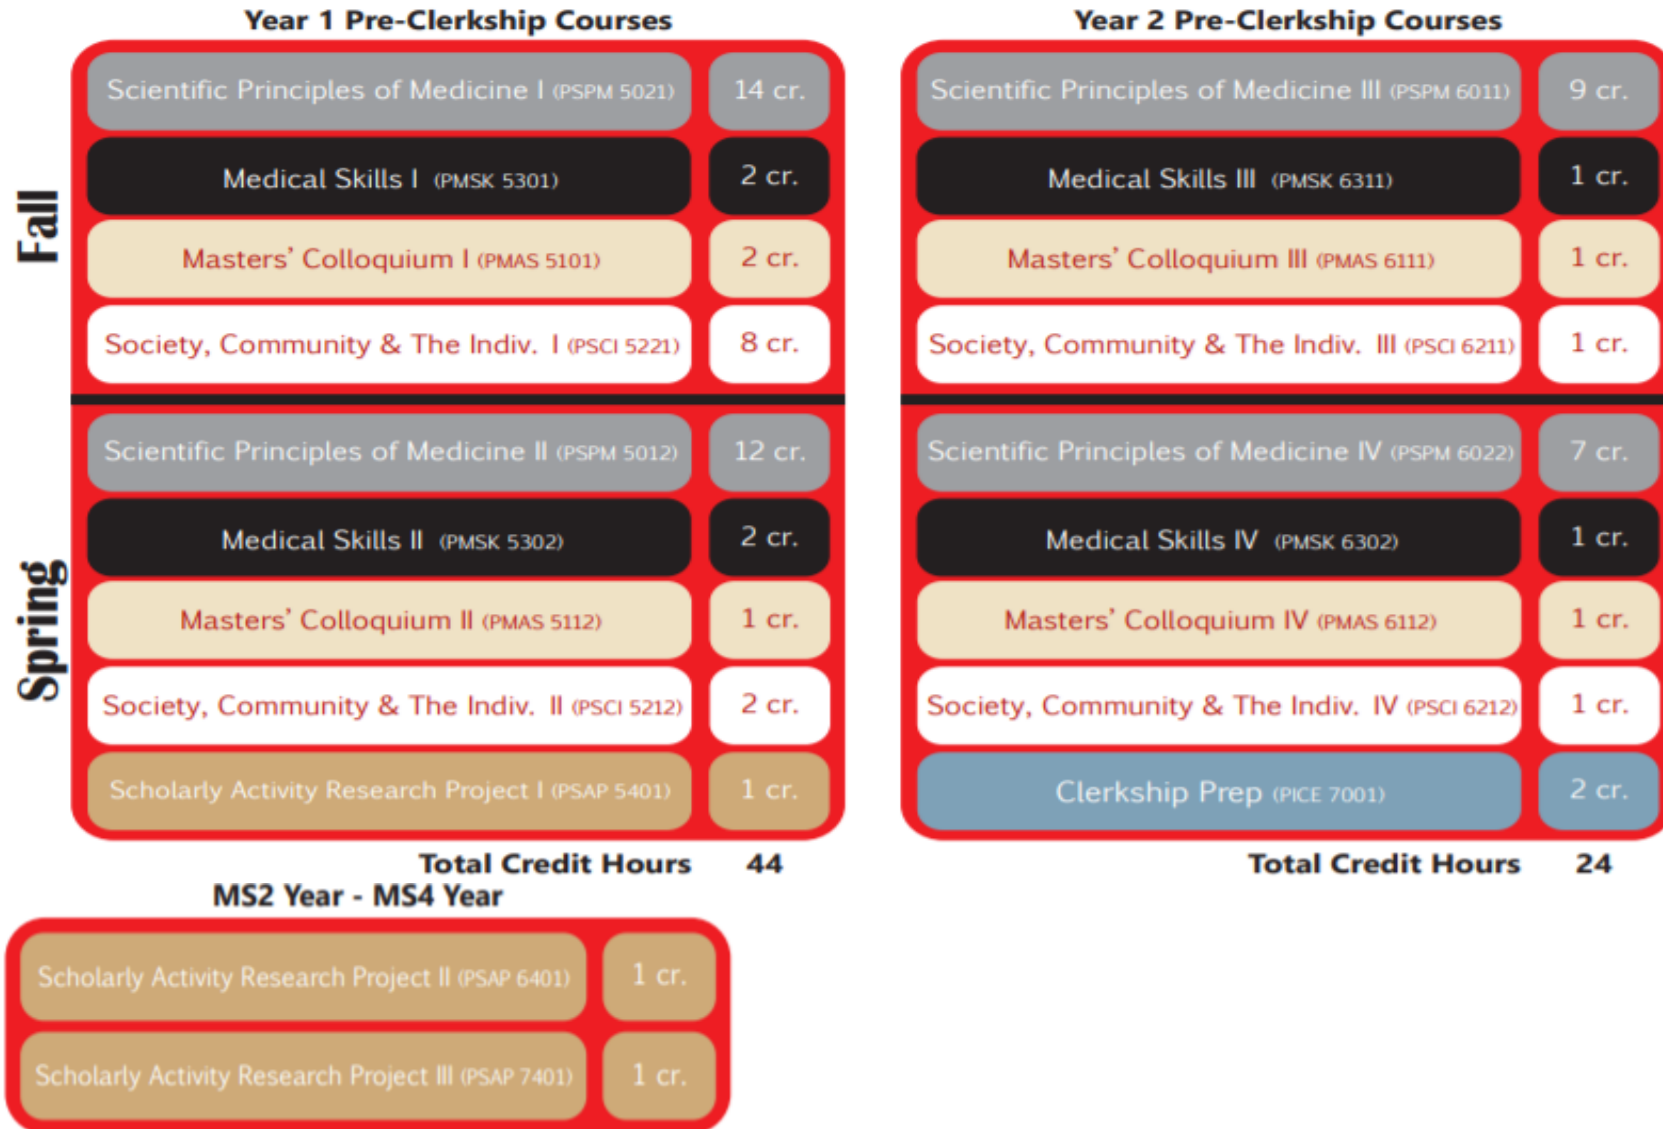 Year 1 Pre-Clerkship Courses
Fall
Scientific Principles of Medicine I (PSPM 5021) 14 cr.
Medical Skills I (PMSK 5301) 2 cr.
Masters' Colloquium I (PMAS 5101) 2 cr.
Society, Community & The Indiv. I (PSCI 5221) 8 cr.
Spring
Scientific Principles of Medicine II (PSPM 5012) 12 cr.
Medical Skills II (PMSK 5302) 2 cr.
Masters' Colloquium II (PMAS 5112) 1 cr.
Society, Community & The Indiv. II (PSCI 5212) 2 cr.
Scholarly Activity Research Project I (PSAP 5401) 1 cr.
Total Credit Hours 44
Year 2 Pre-Clerkship Courses
Scientific Principles of Medicine III (PSPM 6011) 9 cr.
Medical Skills III (PMSK 6311) 1 cr.
Masters' Colloquium III (PMAS 6111) 1 cr.
Society, Community & The Indiv. III (PSCI 6211) 1 cr.
Scientific Principles of Medicine IV (PSPM 6022) 7 cr.
Medical Skills IV (PMSK 6302) 1 cr.
Masters' Colloquium IV (PMAS 6112) 1 cr.
Society, Community & The Indiv. IV (PSCI 6212) 1 cr.
Clerkship Prep (PICE 7001) 2 cr.
Total Credit Hours 24
MS2 Year - MS4 Year
Scholarly Activity Research Project II (PSAP 6401) 1 cr.
Scholarly Activity Research Project III (PSAP 7401) 1 cr.